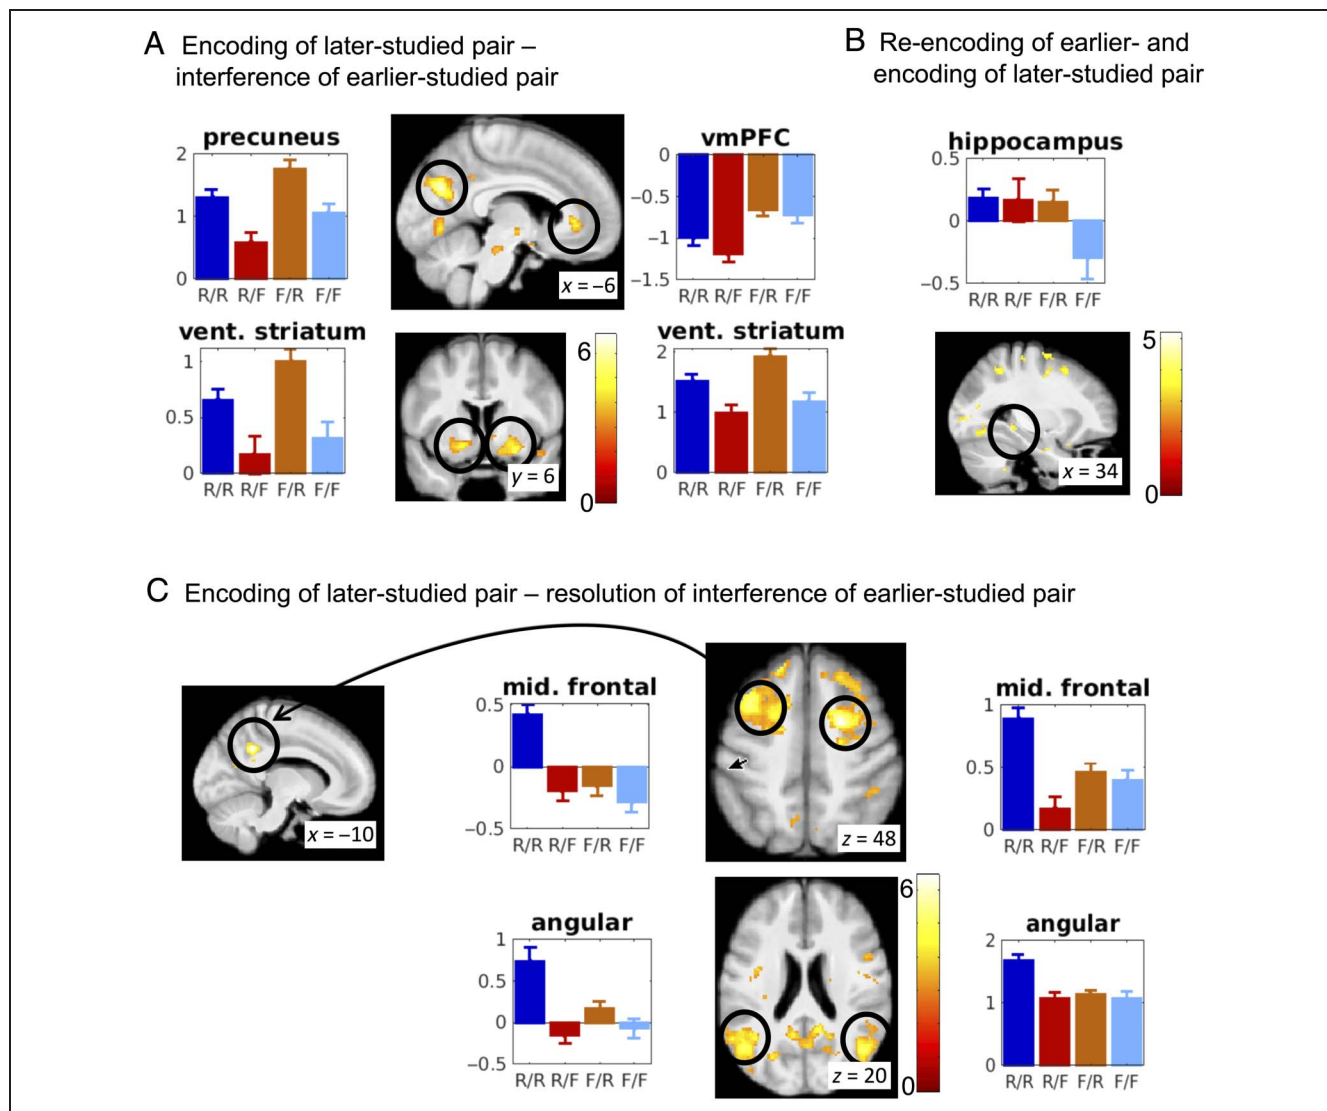 A Encoding of later-studied pair –
interference of earlier-studied pair
B Re-encoding of earlier- and
encoding of later-studied pair
precuneus
2
1
0
R/R R/F F/R F/F
x = –6
vmPFC
0
−0.5
−1
−1.5
R/R R/F F/R F/F
hippocampus
0.5
0
−0.5
R/R R/F F/R F/F
vent. striatum
1
0.5
0
R/R R/F F/R F/F
y = 6
6
0
vent. striatum
2
1
0
R/R R/F F/R F/F
x = 34
5
0
C Encoding of later-studied pair – resolution of interference of earlier-studied pair
x = –10
mid. frontal
0.5
0
−0.5
R/R R/F F/R F/F
z = 48
mid. frontal
1
0.5
0
R/R R/F F/R F/F
angular
1
0.5
0
−0.5
R/R R/F F/R F/F
z = 20
6
0
angular
2
1
0
R/R R/F F/R F/F